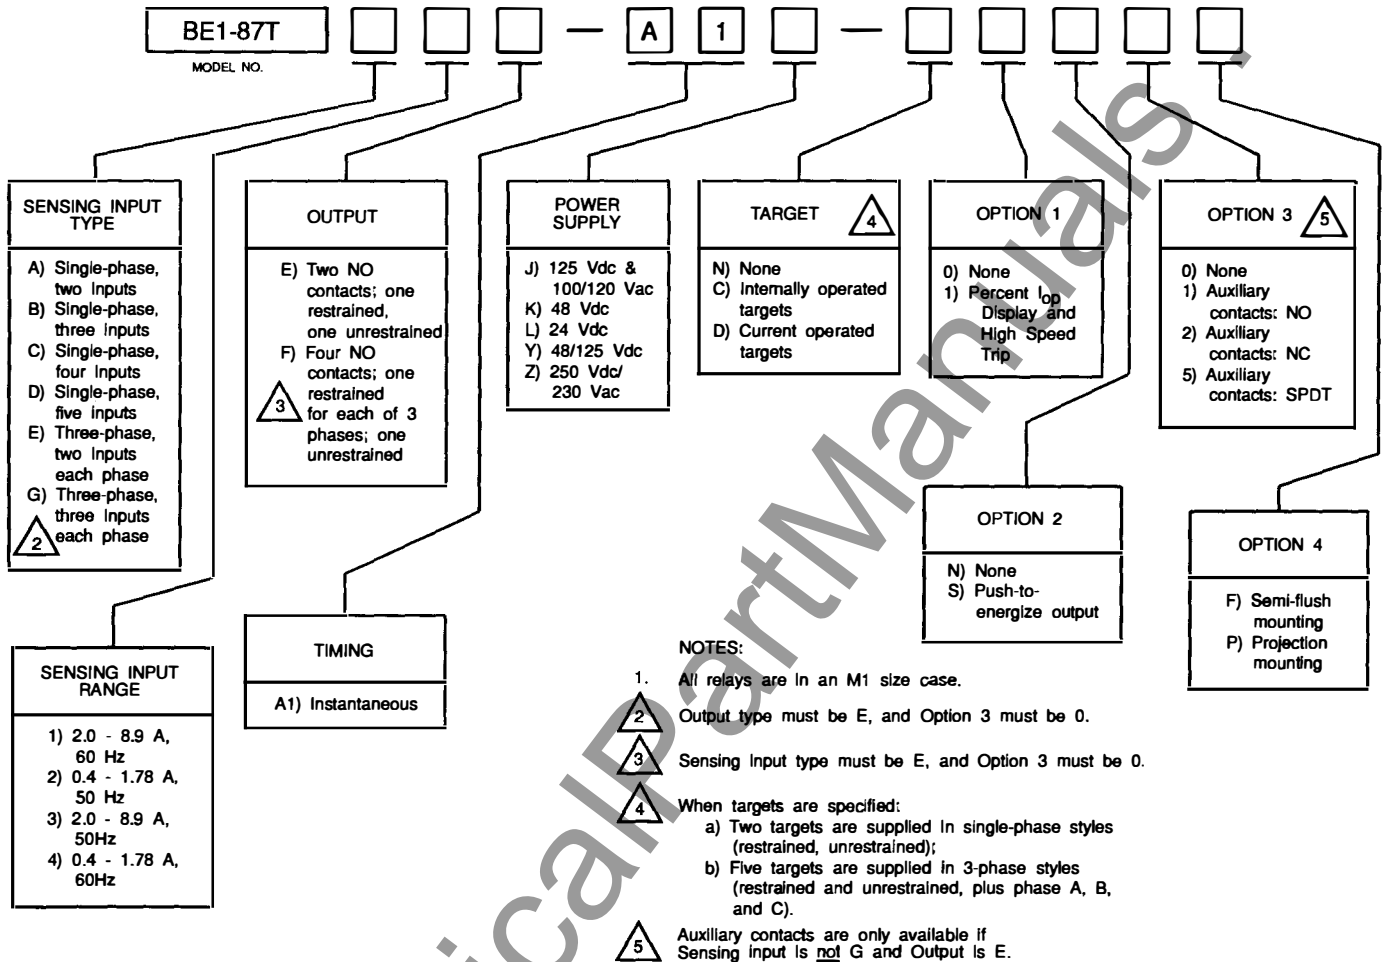 BE1-87T — A 1 —
MODEL NO.
SENSING INPUT
TYPE
A) Single-phase,
two inputs
B) Single-phase,
three inputs
C) Single-phase,
four inputs
D) Single-phase,
five inputs
E) Three-phase,
two inputs
each phase
G) Three-phase,
three inputs
2 each phase
OUTPUT
E) Two NO
contacts; one
restrained,
one unrestrained
F) Four NO
contacts; one
restrained
3 for each of 3
phases; one
unrestrained
POWER
SUPPLY
J) 125 Vdc &
100/120 Vac
K) 48 Vdc
L) 24 Vdc
Y) 48/125 Vdc
Z) 250 Vdc/
230 Vac
TARGET 4
N) None
C) Internally operated
targets
D) Current operated
targets
OPTION 1
0) None
1) Percent Iop
Display and
High Speed
Trip
OPTION 3 5
0) None
1) Auxiliary
contacts: NO
2) Auxiliary
contacts: NC
5) Auxiliary
contacts: SPDT
OPTION 2
N) None
S) Push-to-
energize output
OPTION 4
F) Semi-flush
mounting
P) Projection
mounting
SENSING INPUT
RANGE
1) 2.0 - 8.9 A,
60 Hz
2) 0.4 - 1.78 A,
50 Hz
3) 2.0 - 8.9 A,
50Hz
4) 0.4 - 1.78 A,
60Hz
TIMING
A1) Instantaneous
NOTES:
1. All relays are in an M1 size case.
2 Output type must be E, and Option 3 must be 0.
3 Sensing Input type must be E, and Option 3 must be 0.
4 When targets are specified:
a) Two targets are supplied in single-phase styles
(restrained, unrestrained);
b) Five targets are supplied in 3-phase styles
(restrained and unrestrained, plus phase A, B,
and C).
5 Auxiliary contacts are only available if
Sensing input is not G and Output is E.
icalPartManuals .